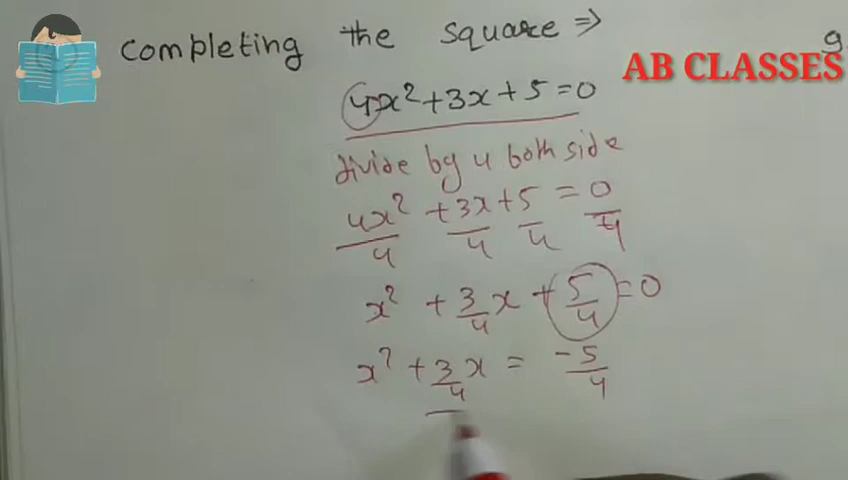 completing the square ⇒
9
AB CLASSES
4x² + 3x + 5 = 0
divide by 4 both side
4x²/4 + 3x/4 + 5/4 = 0/4
x² + 3/4 x + 5/4 = 0
x² + 3/4 x = -5/4